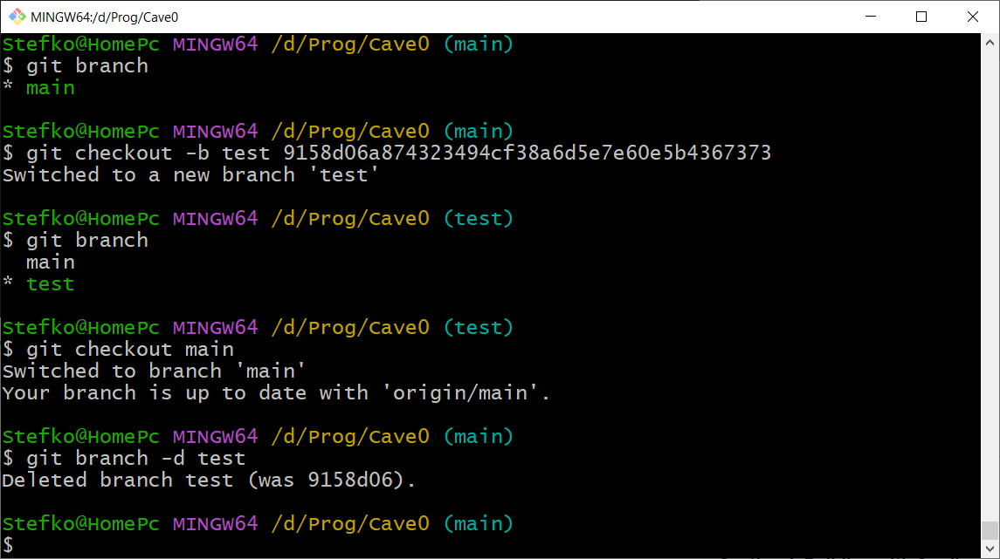 MINGW64:/d/Prog/Cave0
Stefko@HomePc MINGW64 /d/Prog/Cave0 (main)
$ git branch
* main
Stefko@HomePc MINGW64 /d/Prog/Cave0 (main)
$ git checkout -b test 9158d06a874323494cf38a6d5e7e60e5b4367373
Switched to a new branch 'test'
Stefko@HomePc MINGW64 /d/Prog/Cave0 (test)
$ git branch
  main
* test
Stefko@HomePc MINGW64 /d/Prog/Cave0 (test)
$ git checkout main
Switched to branch 'main'
Your branch is up to date with 'origin/main'.
Stefko@HomePc MINGW64 /d/Prog/Cave0 (main)
$ git branch -d test
Deleted branch test (was 9158d06).
Stefko@HomePc MINGW64 /d/Prog/Cave0 (main)
$